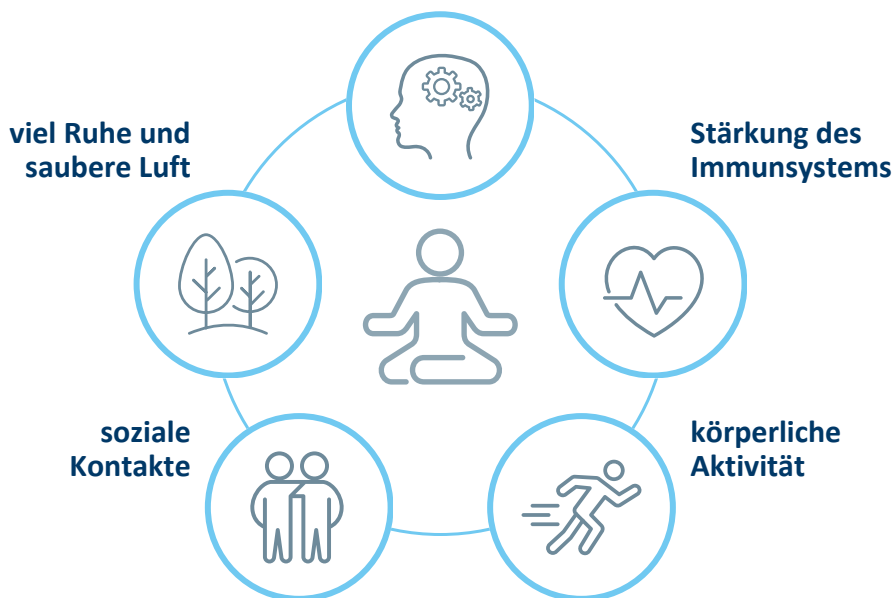 viel Ruhe und
saubere Luft
Stärkung des
Immunsystems
soziale
Kontakte
körperliche
Aktivität